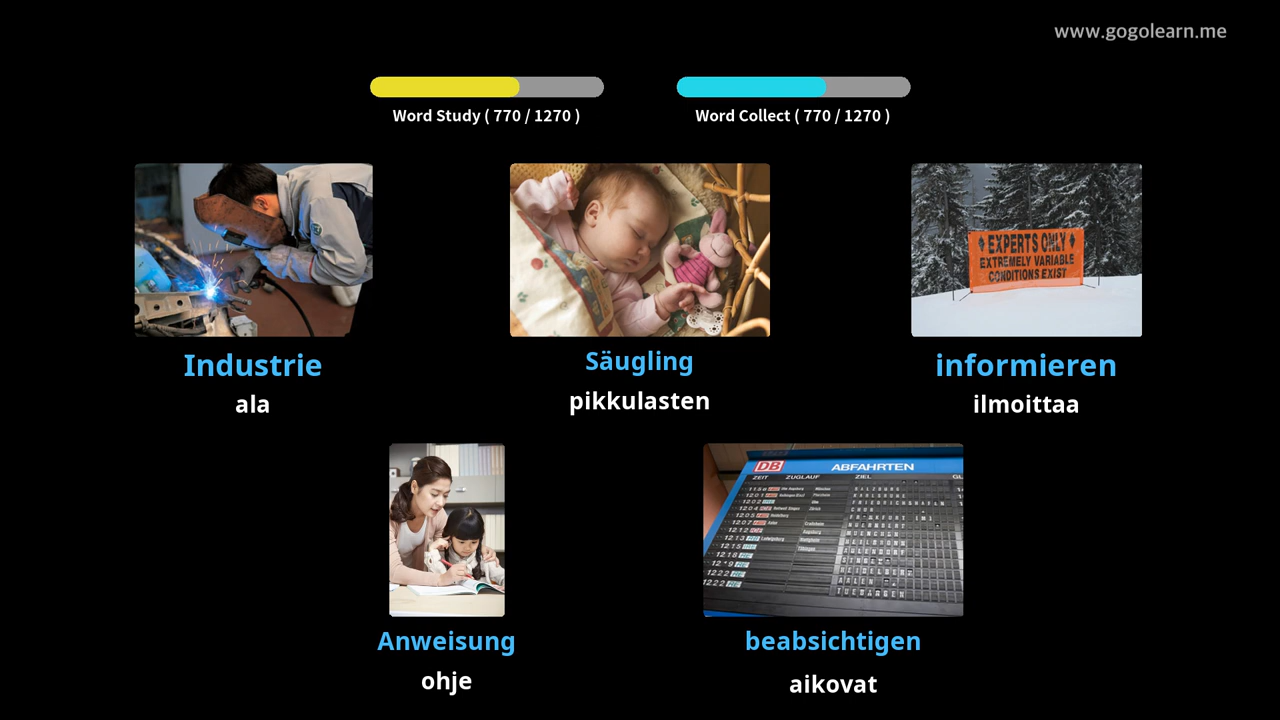 www.gogolearn.me
Word Study ( 770 / 1270 )
Word Collect ( 770 / 1270 )
EXPERTS ONLY
EXTREMELY VARIABLE
CONDITIONS EXIST
Industrie
ala
Säugling
pikkulasten
informieren
ilmoittaa
DB ABFAHRTEN
ZEIT ZUGLAUF ZIEL
Anweisung
ohje
beabsichtigen
aikovat